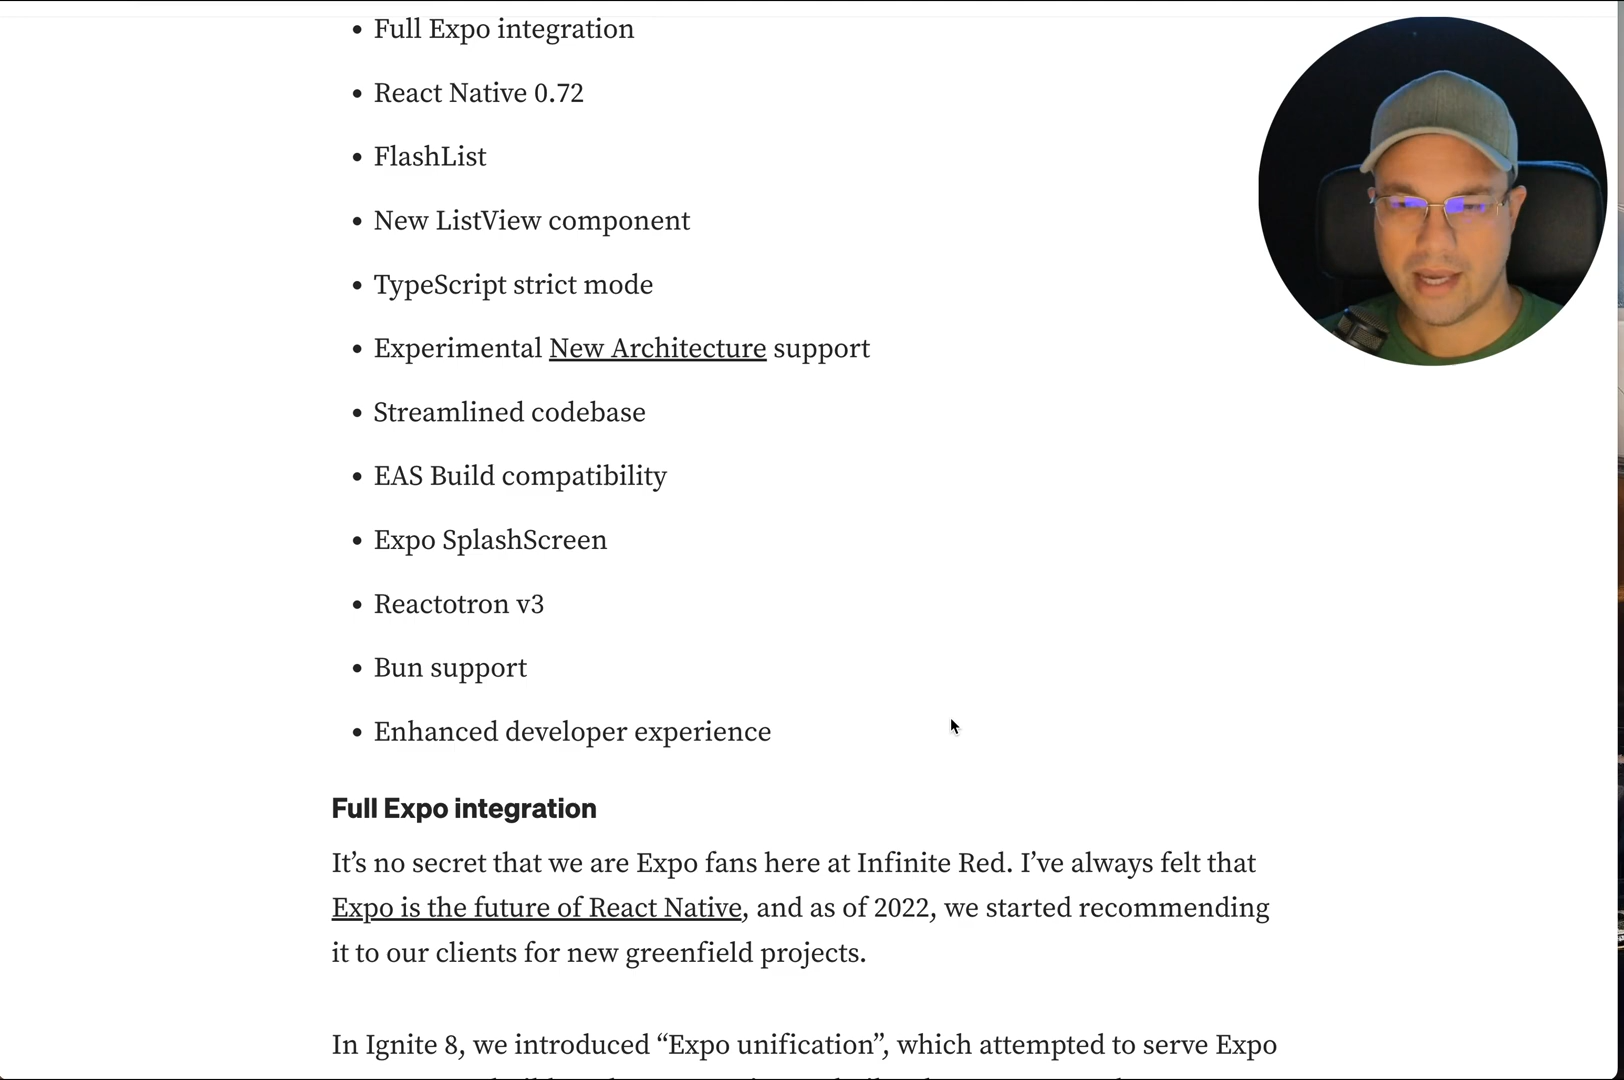 Full Expo integration
React Native 0.72
FlashList
New ListView component
TypeScript strict mode
Experimental New Architecture support
Streamlined codebase
EAS Build compatibility
Expo SplashScreen
Reactotron v3
Bun support
Enhanced developer experience
Full Expo integration
It’s no secret that we are Expo fans here at Infinite Red. I’ve always felt that
Expo is the future of React Native, and as of 2022, we started recommending
it to our clients for new greenfield projects.
In Ignite 8, we introduced “Expo unification”, which attempted to serve Expo